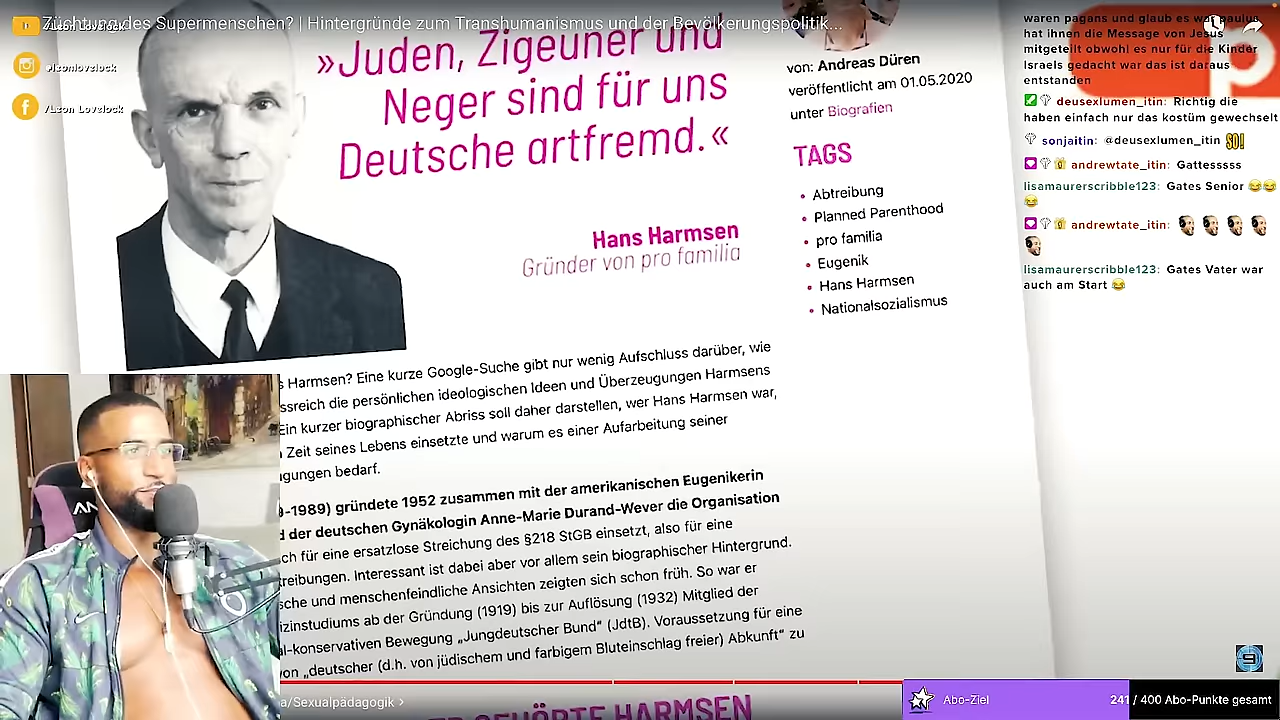 Züchtung des Supermenschen? | Hintergründe zum Transhumanismus und der Bevölkerungspolitik...
/Leon Lovelock
@leonlovelock
/Leon Lovelock
»Juden, Zigeuner und
Neger sind für uns
Deutsche artfremd.«
Hans Harmsen
Gründer von pro familia
von: Andreas Düren
veröffentlicht am 01.05.2020
unter Biografien
TAGS
Abtreibung
Planned Parenthood
pro familia
Eugenik
Hans Harmsen
Nationalsozialismus
s Harmsen? Eine kurze Google-Suche gibt nur wenig Aufschluss darüber, wie
ssreich die persönlichen ideologischen Ideen und Überzeugungen Harmsens
Ein kurzer biographischer Abriss soll daher darstellen, wer Hans Harmsen war,
Zeit seines Lebens einsetzte und warum es einer Aufarbeitung seiner
gungen bedarf.
-1989) gründete 1952 zusammen mit der amerikanischen Eugenikerin
d der deutschen Gynäkologin Anne-Marie Durand-Wever die Organisation
ch für eine ersatzlose Streichung des §218 StGB einsetzt, also für eine
treibungen. Interessant ist dabei aber vor allem sein biographischer Hintergrund.
sche und menschenfeindliche Ansichten zeigten sich schon früh. So war er
izinstudiums ab der Gründung (1919) bis zur Auflösung (1932) Mitglied der
al-konservativen Bewegung „Jungdeutscher Bund“ (JdtB). Voraussetzung für eine
von „deutscher (d.h. von jüdischem und farbigem Bluteinschlag freier) Abkunft“ zu
HARMSEN
a/Sexualpädagogik
waren pagans und glaub es war paulus
hat ihnen die Message von Jesus
mitgeteilt obwohl es nur für die Kinder
Israels gedacht war das ist daraus
entstanden
deusexlumen_itin: Richtig die
haben einfach nur das kostüm gewechselt
sonjaitin: @deusexlumen_itin SO!
andrewtate_itin: Gattesssss
lisamaurerscribble123: Gates Senior 😂😂
😂
andrewtate_itin:
lisamaurerscribble123: Gates Vater war
auch am Start 😂
AN
Abo-Ziel
241 / 400 Abo-Punkte gesamt